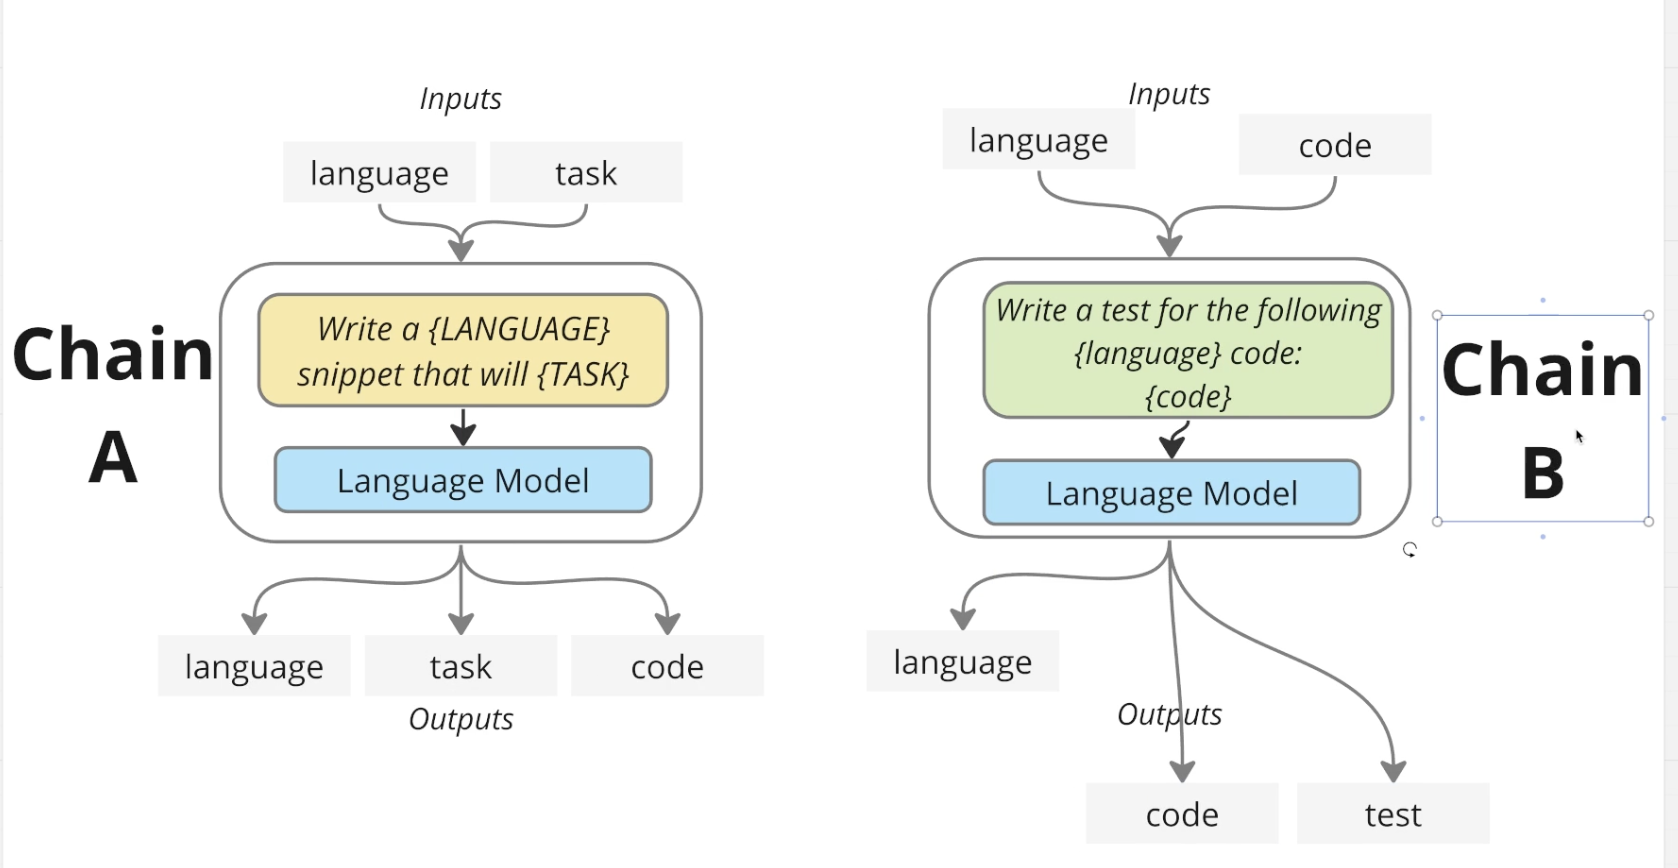 Inputs
language
task
Chain
A
Write a {LANGUAGE}
snippet that will {TASK}
Language Model
language
task
code
Outputs
Inputs
language
code
Write a test for the following
{language} code:
{code}
Language Model
Chain
B
language
Outputs
code
test